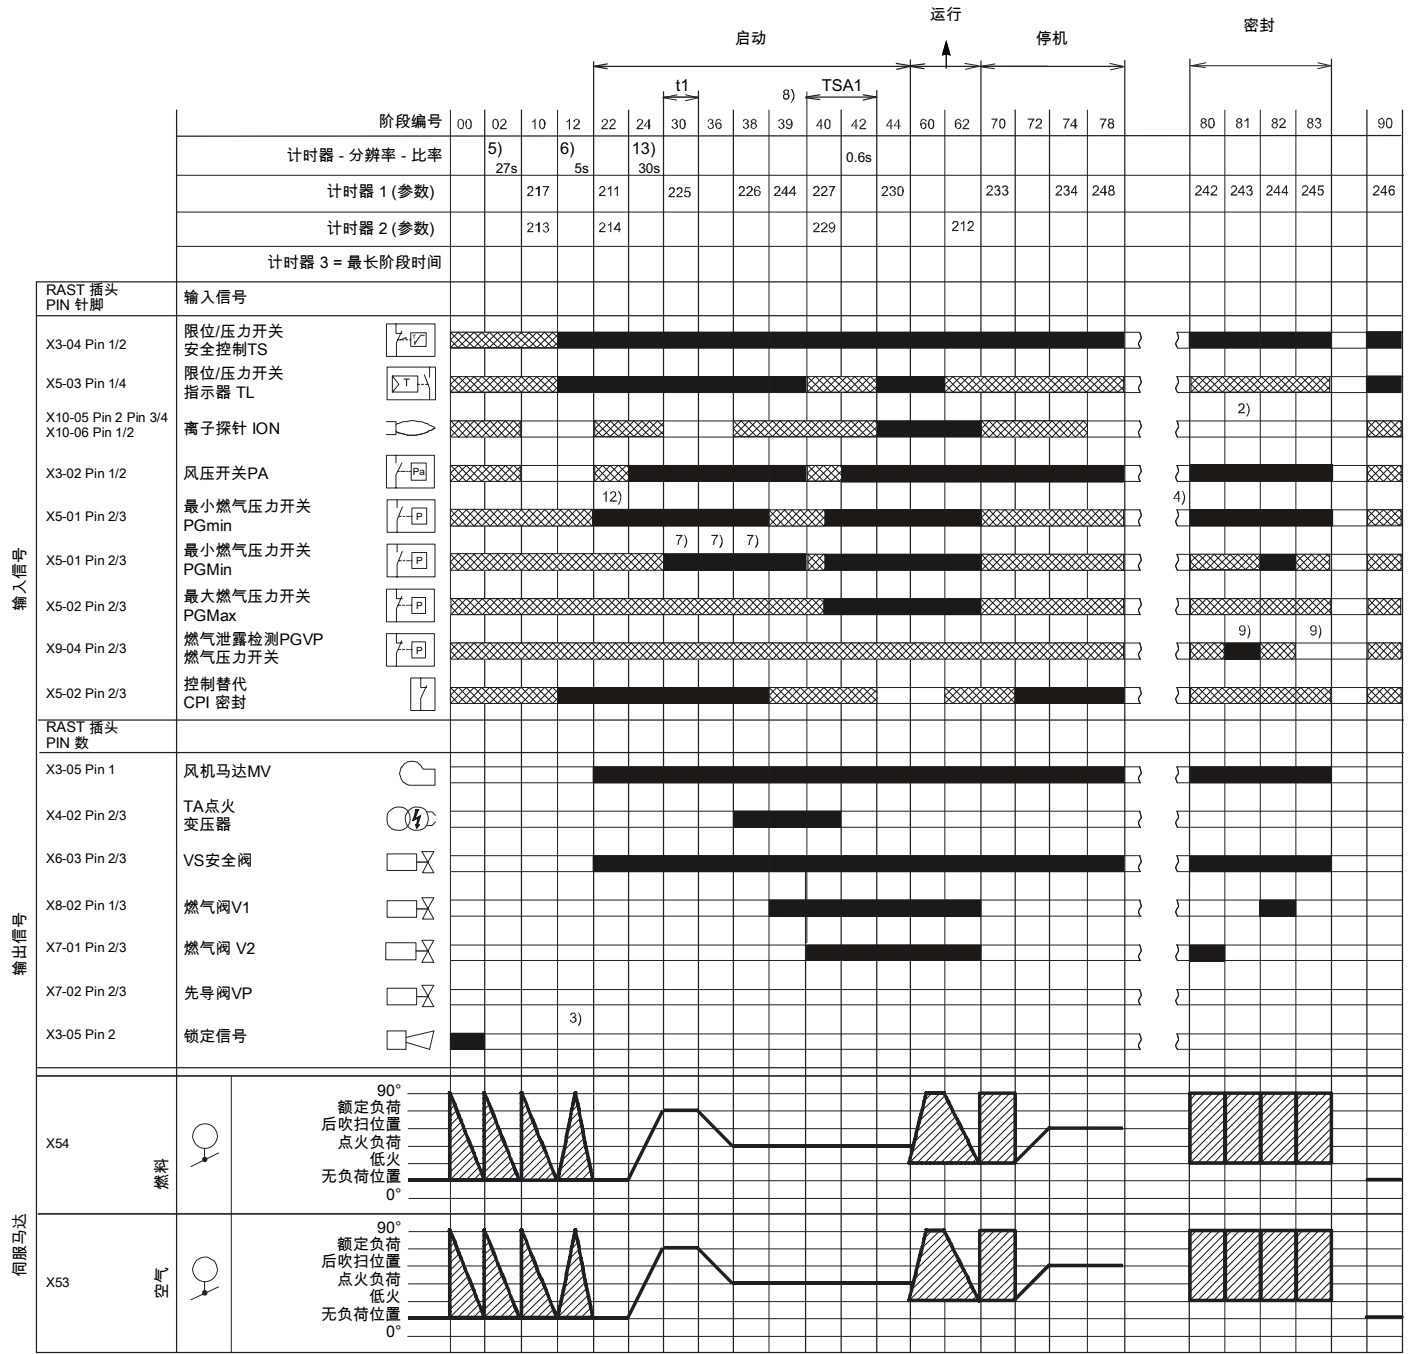 运行
启动
停机
密封
t1
8)
TSA1
阶段编号 00 02 10 12 22 24 30 36 38 39 40 42 44 60 62 70 72 74 78 80 81 82 83 90
计时器 - 分辨率 - 比率 5) 27s 6) 5s 13) 30s 0.6s
计时器 1 (参数) 217 211 225 226 244 227 230 233 234 248 242 243 244 245 246
计时器 2 (参数) 213 214 229 212
计时器 3 = 最长阶段时间
RAST 插头
PIN 针脚
输入信号
输入信号
X3-04 Pin 1/2
限位/压力开关
安全控制TS
X5-03 Pin 1/4
限位/压力开关
指示器 TL
T
2)
X10-05 Pin 2 Pin 3/4
X10-06 Pin 1/2
离子探针 ION
X3-02 Pin 1/2
风压开关PA
Pa
12)
4)
X5-01 Pin 2/3
最小燃气压力开关
PGmin
P
7) 7) 7)
X5-01 Pin 2/3
最小燃气压力开关
PGMin
P
X5-02 Pin 2/3
最大燃气压力开关
PGMax
P
9) 9)
X9-04 Pin 2/3
燃气泄露检测PGVP
燃气压力开关
P
X5-02 Pin 2/3
控制替代
CPI 密封
RAST 插头
PIN 数
输出信号
X3-05 Pin 1
风机马达MV
X4-02 Pin 2/3
TA点火
变压器
X6-03 Pin 2/3
VS安全阀
X8-02 Pin 1/3
燃气阀V1
X7-01 Pin 2/3
燃气阀 V2
X7-02 Pin 2/3
先导阀VP
3)
X3-05 Pin 2
锁定信号
伺服马达
X54
燃料
90°
额定负荷
后吹扫位置
点火负荷
低火
无负荷位置
0°
X53
空气
90°
额定负荷
后吹扫位置
点火负荷
低火
无负荷位置
0°